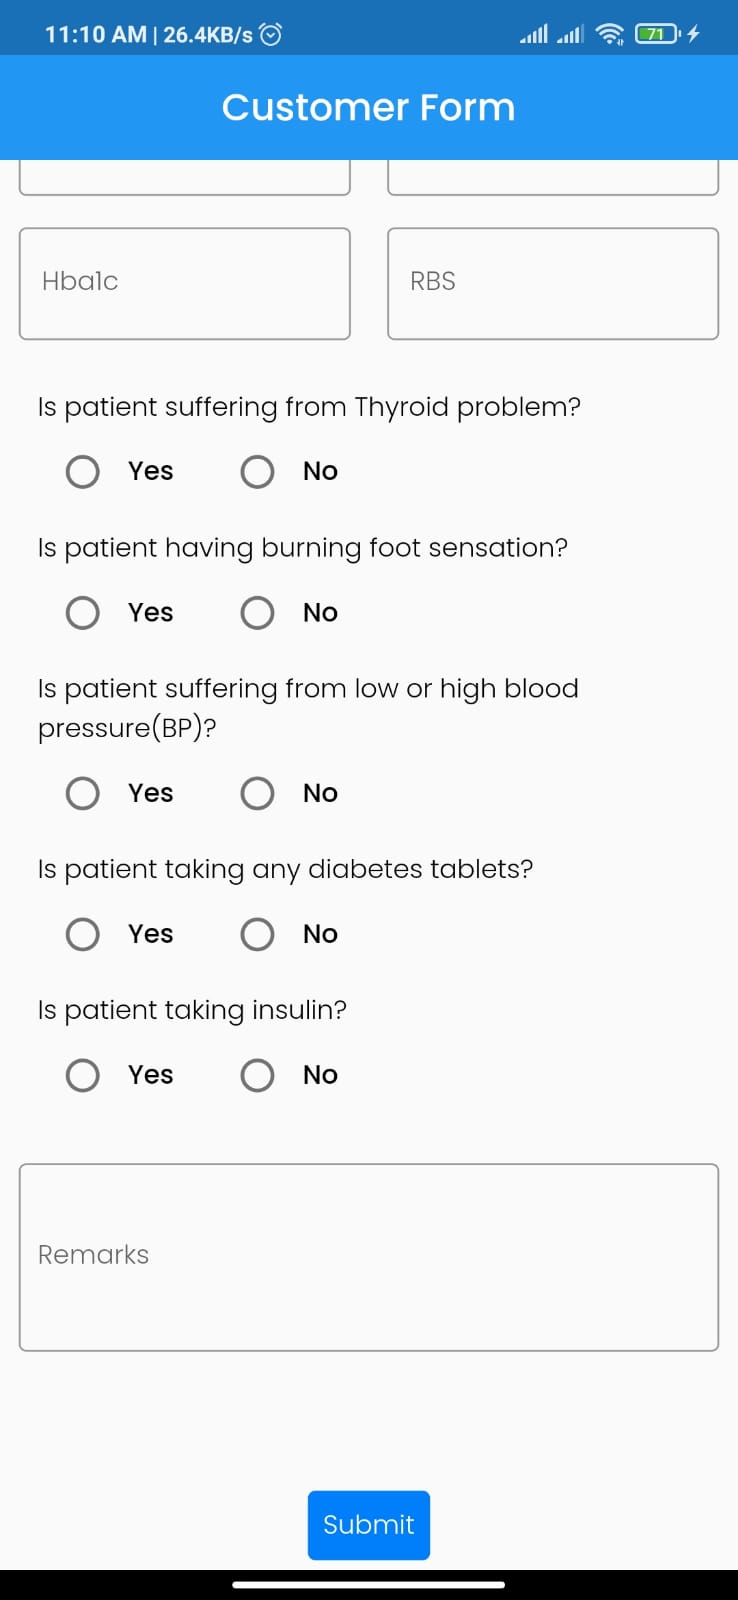 11:10 AM | 26.4KB/s 71
Customer Form
Hba1c RBS
Is patient suffering from Thyroid problem?
Yes No
Is patient having burning foot sensation?
Yes No
Is patient suffering from low or high blood
pressure(BP)?
Yes No
Is patient taking any diabetes tablets?
Yes No
Is patient taking insulin?
Yes No
Remarks
Submit